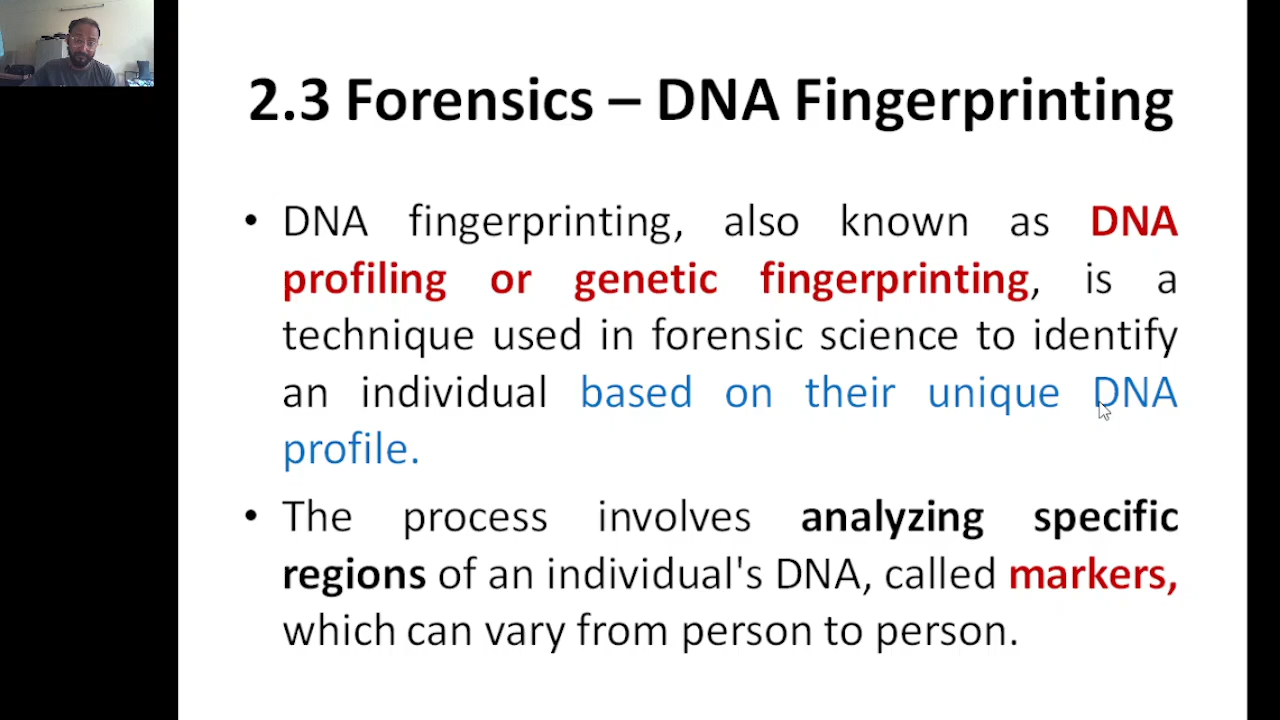 2.3 Forensics – DNA Fingerprinting
• DNA fingerprinting, also known as DNA
profiling or genetic fingerprinting, is a
technique used in forensic science to identify
an individual based on their unique DNA
profile.
• The process involves analyzing specific
regions of an individual's DNA, called markers,
which can vary from person to person.